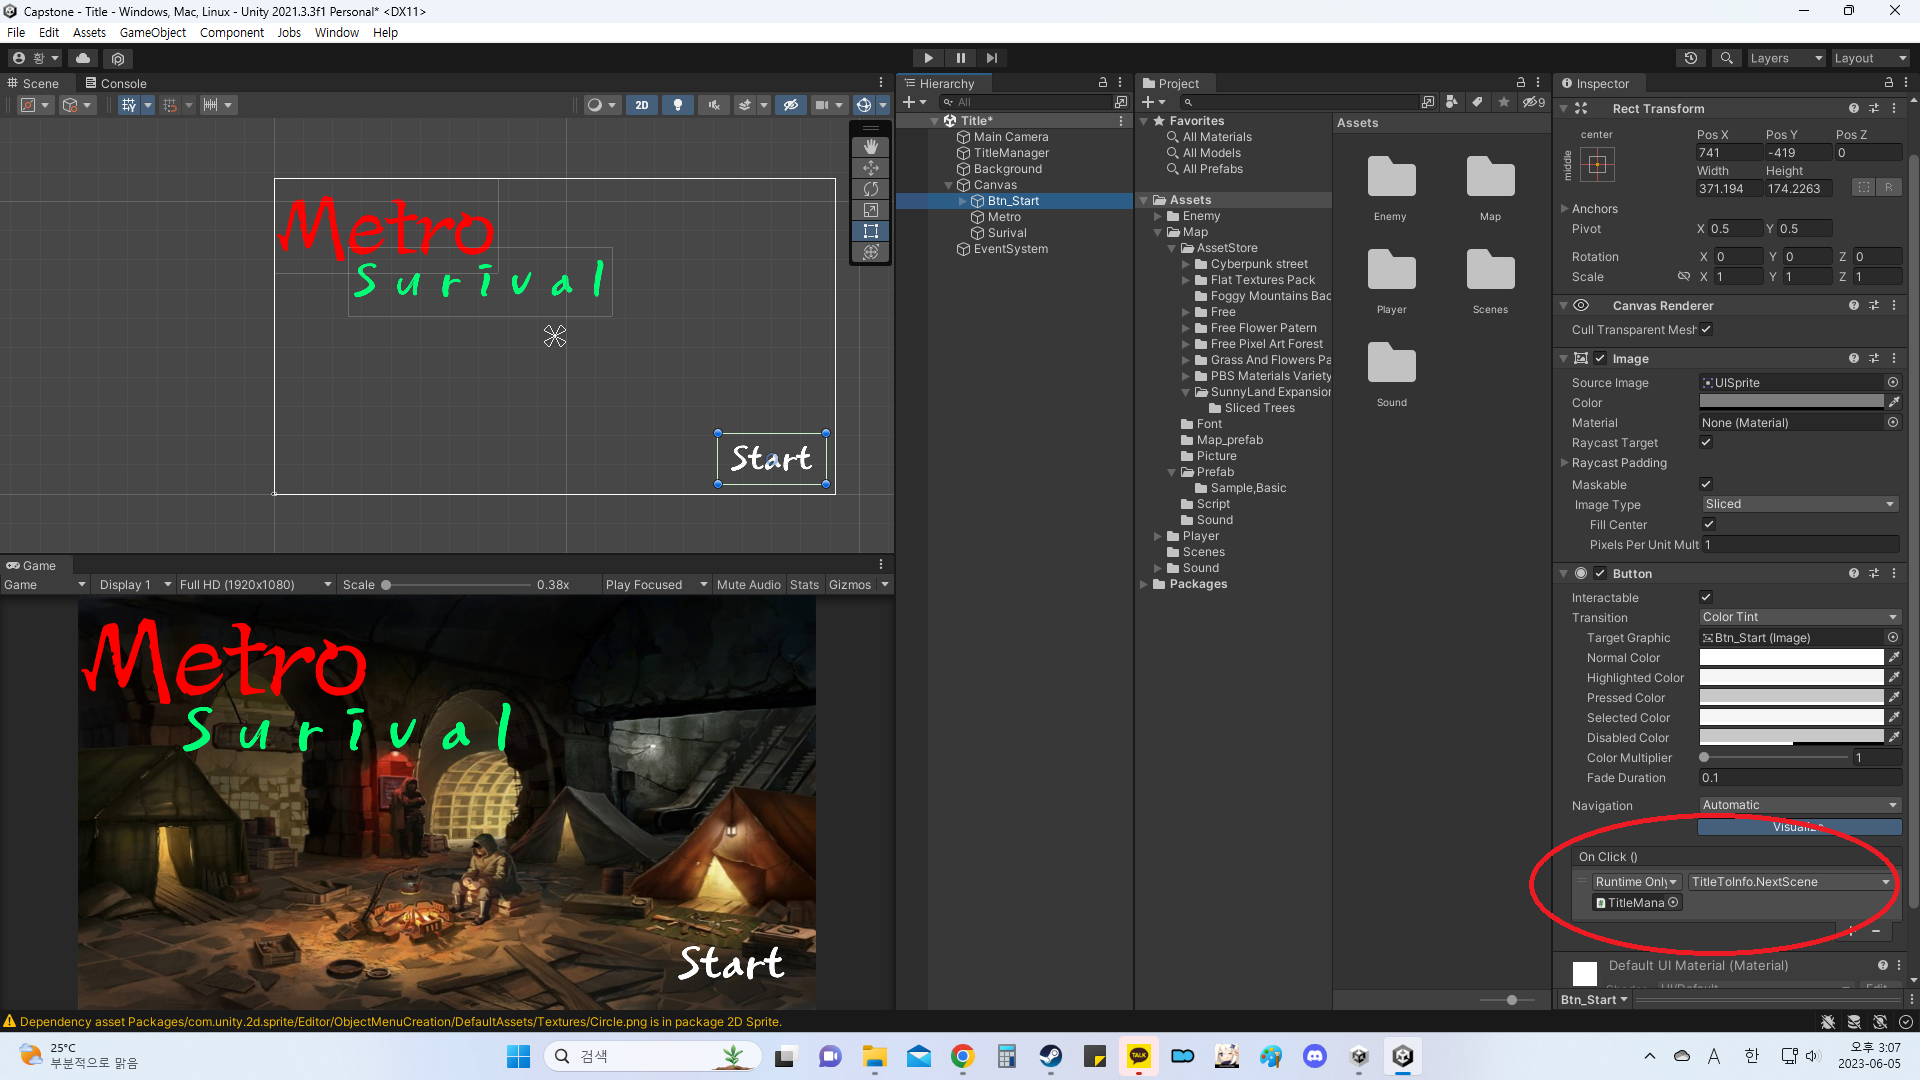 Capstone - Title - Windows, Mac, Linux - Unity 2021.3.3f1 Personal* <DX11>
File Edit Assets GameObject Component Jobs Window Help
황
Layers Layout
Scene Console
2D
Metro
Surival
Start
Game
Game Display 1 Full HD (1920x1080) Scale 0.38x Play Focused Mute Audio Stats Gizmos
Metro
Surival
Start
Hierarchy
All
Title*
Main Camera
TitleManager
Background
Canvas
Btn_Start
Metro
Surival
EventSystem
Project
9
Favorites
All Materials
All Models
All Prefabs
Assets
Enemy
Map
AssetStore
Cyberpunk street
Flat Textures Pack
Foggy Mountains Bac
Free
Free Flower Patern
Free Pixel Art Forest
Grass And Flowers Pa
PBS Materials Variety
SunnyLand Expansion
Sliced Trees
Font
Map_prefab
Picture
Prefab
Sample,Basic
Script
Sound
Player
Scenes
Sound
Packages
Assets
Enemy Map
Player Scenes
Sound
Inspector
Rect Transform
center
middle
Pos X Pos Y Pos Z
741 -419 0
Width Height
371.194 174.2263
R
Anchors
Pivot X 0.5 Y 0.5
Rotation X 0 Y 0 Z 0
Scale X 1 Y 1 Z 1
Canvas Renderer
Cull Transparent Mesh
Image
Source Image UISprite
Color
Material None (Material)
Raycast Target
Raycast Padding
Maskable
Image Type Sliced
Fill Center
Pixels Per Unit Mult 1
Button
Interactable
Transition Color Tint
Target Graphic Btn_Start (Image)
Normal Color
Highlighted Color
Pressed Color
Selected Color
Disabled Color
Color Multiplier 1
Fade Duration 0.1
Navigation Automatic
Visualize
On Click ()
Runtime Only TitleToInfo.NextScene
TitleMana
+ −
Default UI Material (Material)
Shader UI/Default Edit
Btn_Start
Dependency asset Packages/com.unity.2d.sprite/Editor/ObjectMenuCreation/DefaultAssets/Textures/Circle.png is in package 2D Sprite.
25°C
부분적으로 맑음
검색
TALK
A 한
오후 3:07
2023-06-05